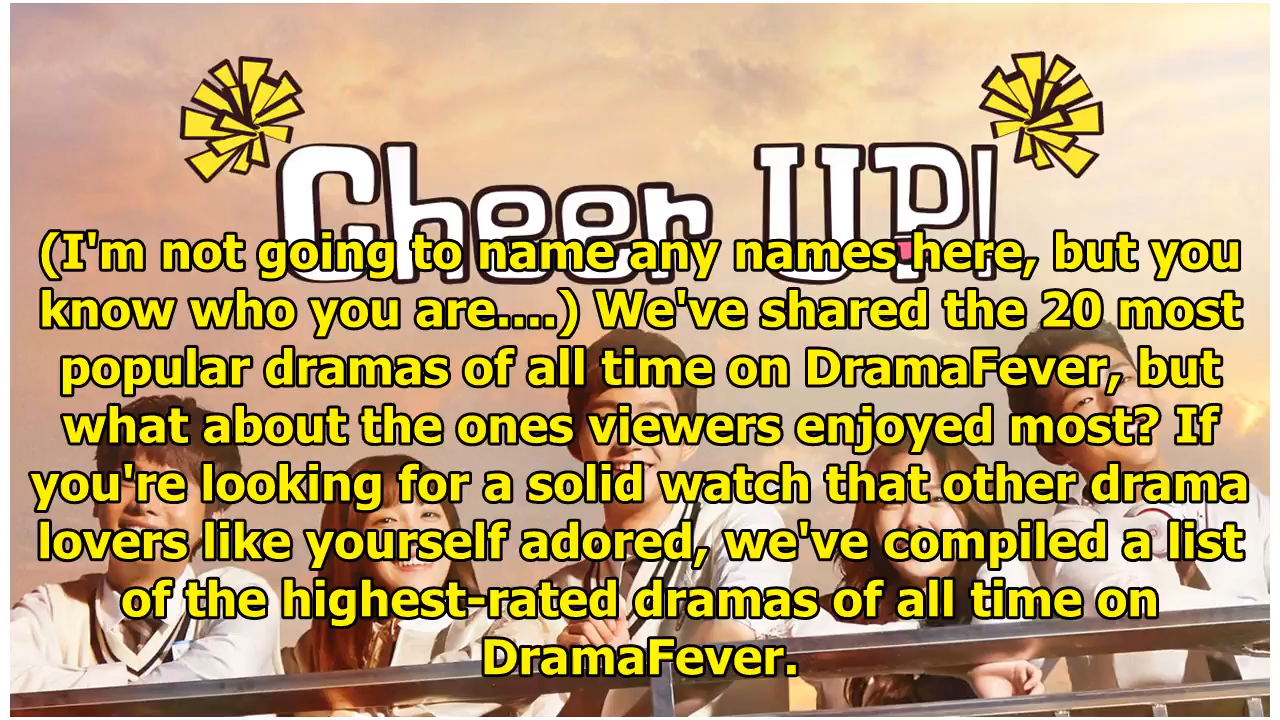 Cheer UP!
(I'm not going to name any names here, but you
know who you are....) We've shared the 20 most
popular dramas of all time on DramaFever, but
what about the ones viewers enjoyed most? If
you're looking for a solid watch that other drama
lovers like yourself adored, we've compiled a list
of the highest-rated dramas of all time on
DramaFever.